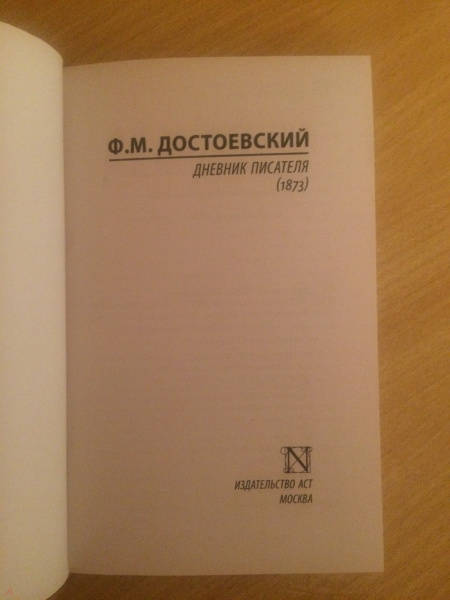 Ф.М. ДОСТОЕВСКИЙ
ДНЕВНИК ПИСАТЕЛЯ
(1873)
N
ИЗДАТЕЛЬСТВО АСТ
МОСКВА